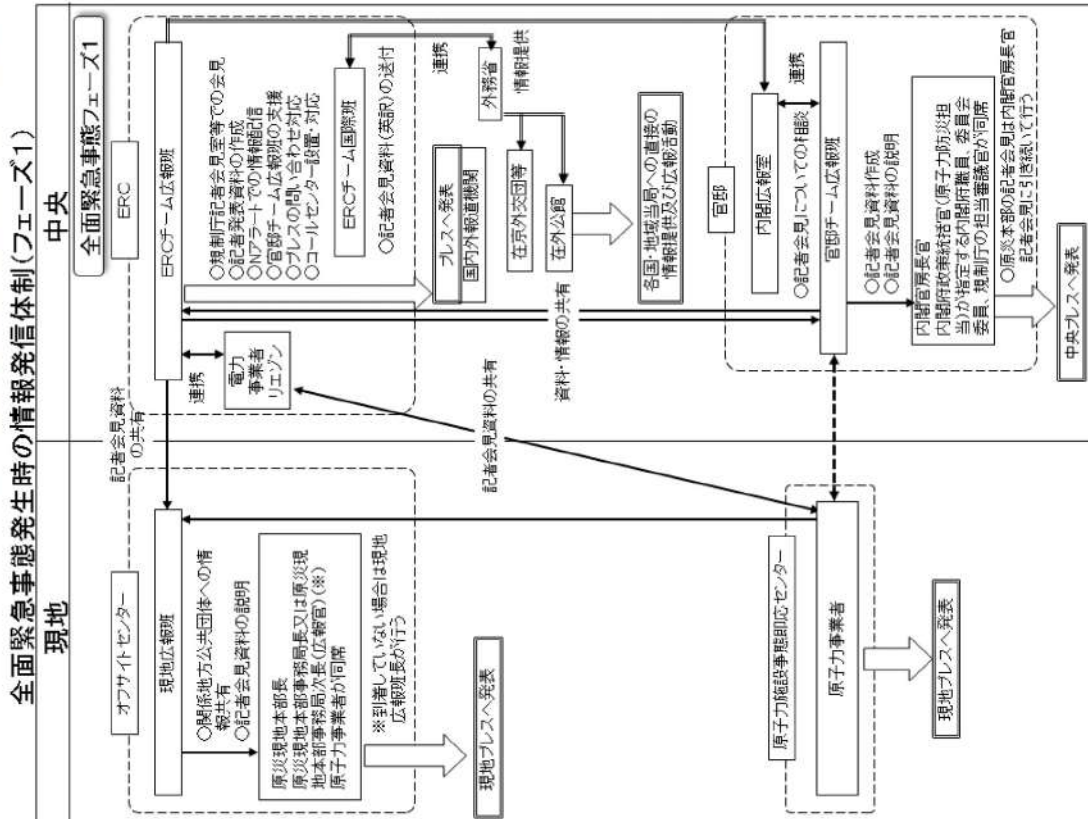 全面緊急事態発生時の情報発信体制(フェーズ1)
現地
中央
全面緊急事態フェーズ1
オフサイトセンター
現地広報班
○関係地方公共団体への情
報共有
○記者会見資料の説明
原災現地本部長
原災現地本部事務局長又は原災現
地本部事務局次長(広報官)(※)
原子力事業者が同席
※到着していない場合は現地
広報班長が行う
現地プレスへ発表
記者会見資料
の共有
ERC
ERCチーム広報班
○規制庁記者会見室等での会見
○記者発表資料の作成
○Nアラートでの情報配信
○官邸チーム広報班の支援
○プレスの問い合わせ対応
○コールセンター設置・対応
連携
電力
事業者
リエゾン
ERCチーム国際班
○記者会見資料(英訳)の送付
プレスへ発表
国内外報道機関
連携
外務省
情報提供
在京外交団等
在外公館
各国・地域当局への直接の
情報提供及び広報活動
資料・情報の共有
記者会見資料の共有
原子力施設事態即応センター
原子力事業者
現地プレスへ発表
官邸
内閣広報室
連携
○記者会見についての相談
官邸チーム広報班
○記者会見資料作成
○記者会見資料の説明
内閣官房長官
内閣府政策統括官(原子力防災担
当)が指定する内閣府職員、委員会
委員、規制庁の担当審議官が同席
○原災本部の記者会見は内閣官房長官
記者会見に引き続いて行う
中央プレスへ発表